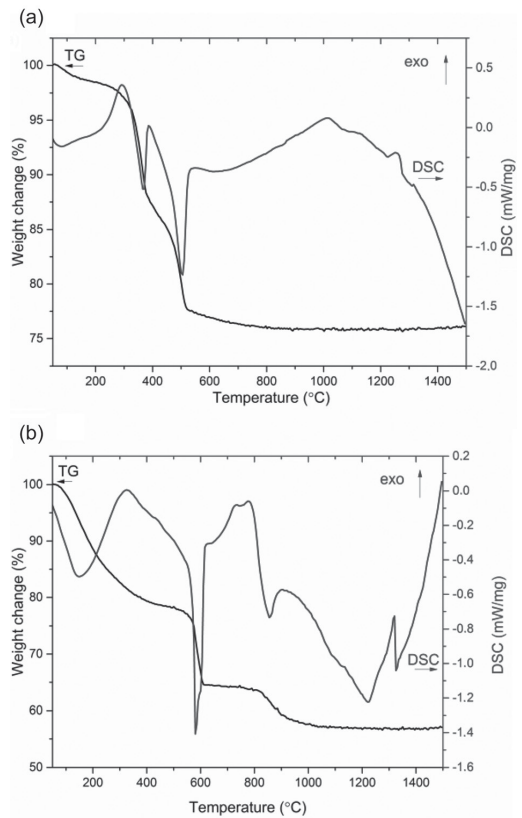 (a)
TG
exo
DSC
Weight change (%)
DSC (mW/mg)
100
95
90
85
80
75
0.5
0.0
-0.5
-1.0
-1.5
-2.0
200 400 600 800 1000 1200 1400
Temperature (°C)
(b)
TG
exo
DSC
Weight change (%)
DSC (mW/mg)
100
90
80
70
60
50
0.2
0.0
-0.2
-0.4
-0.6
-0.8
-1.0
-1.2
-1.4
-1.6
200 400 600 800 1000 1200 1400
Temperature (°C)